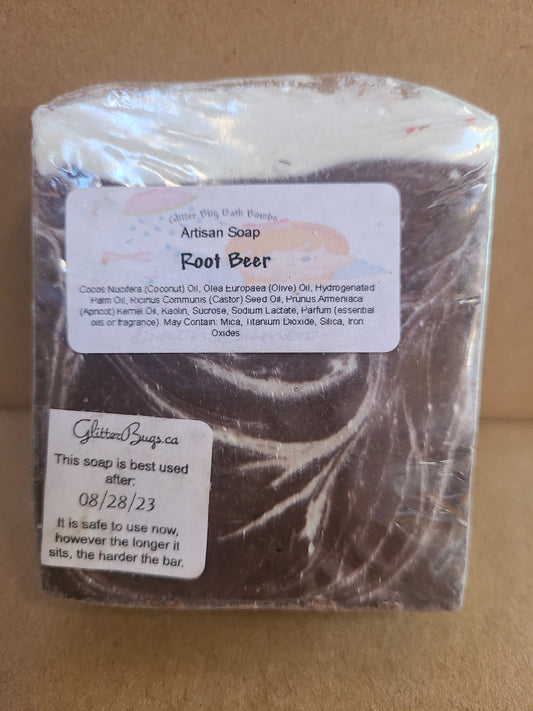 Glitter Bug Bath Bombs
Artisan Soap
Root Beer
Cocos Nucifera (Coconut) Oil, Olea Europaea (Olive) Oil, Hydrogenated
Palm Oil, Ricinus Communis (Castor) Seed Oil, Prunus Armeniaca
(Apricot) Kernel Oil, Kaolin, Sucrose, Sodium Lactate, Parfum (essential
oils or fragrance). May Contain: Mica, Titanium Dioxide, Silica, Iron
Oxides
GlitterBugs.ca
This soap is best used
after:
08/28/23
It is safe to use now,
however the longer it
sits, the harder the bar.